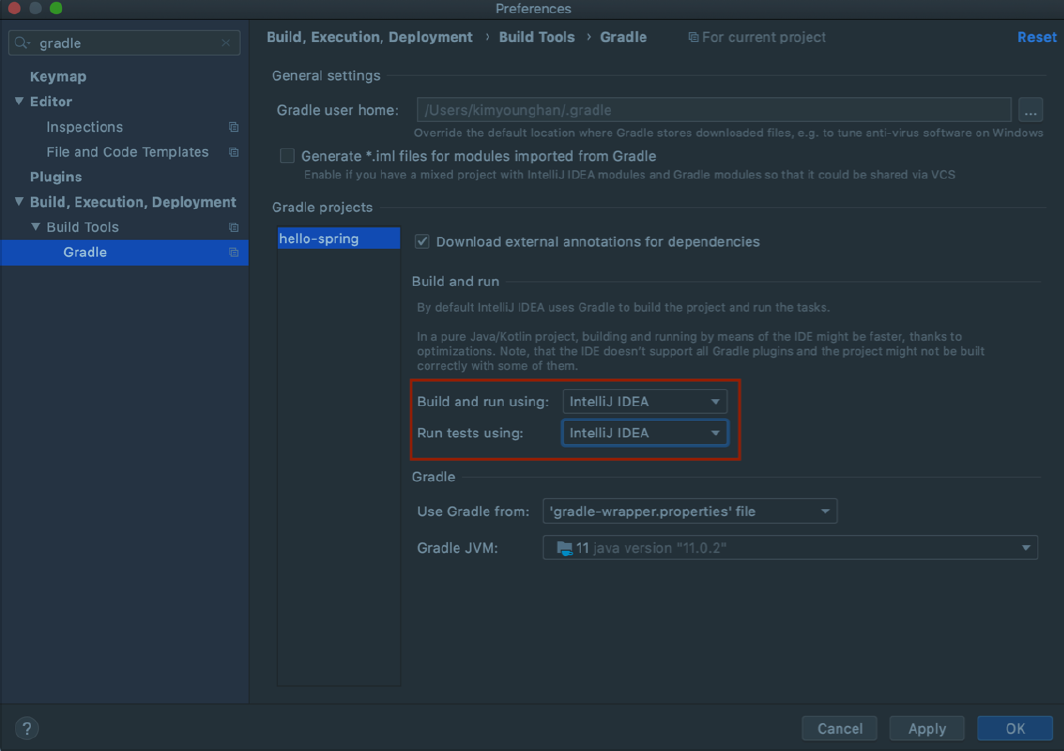 Preferences
gradle
Build, Execution, Deployment › Build Tools › Gradle
For current project
Reset
Keymap
Editor
Inspections
File and Code Templates
Plugins
Build, Execution, Deployment
Build Tools
Gradle
General settings
Gradle user home: /Users/kimyounghan/.gradle ...
Override the default location where Gradle stores downloaded files, e.g. to tune anti-virus software on Windows
Generate *.iml files for modules imported from Gradle
Enable if you have a mixed project with IntelliJ IDEA modules and Gradle modules so that it could be shared via VCS
Gradle projects
hello-spring
Download external annotations for dependencies
Build and run
By default IntelliJ IDEA uses Gradle to build the project and run the tasks.
In a pure Java/Kotlin project, building and running by means of the IDE might be faster, thanks to
optimizations. Note, that the IDE doesn't support all Gradle plugins and the project might not be built
correctly with some of them.
Build and run using: IntelliJ IDEA
Run tests using: IntelliJ IDEA
Gradle
Use Gradle from: 'gradle-wrapper.properties' file
Gradle JVM: 11 java version "11.0.2"
?
Cancel
Apply
OK